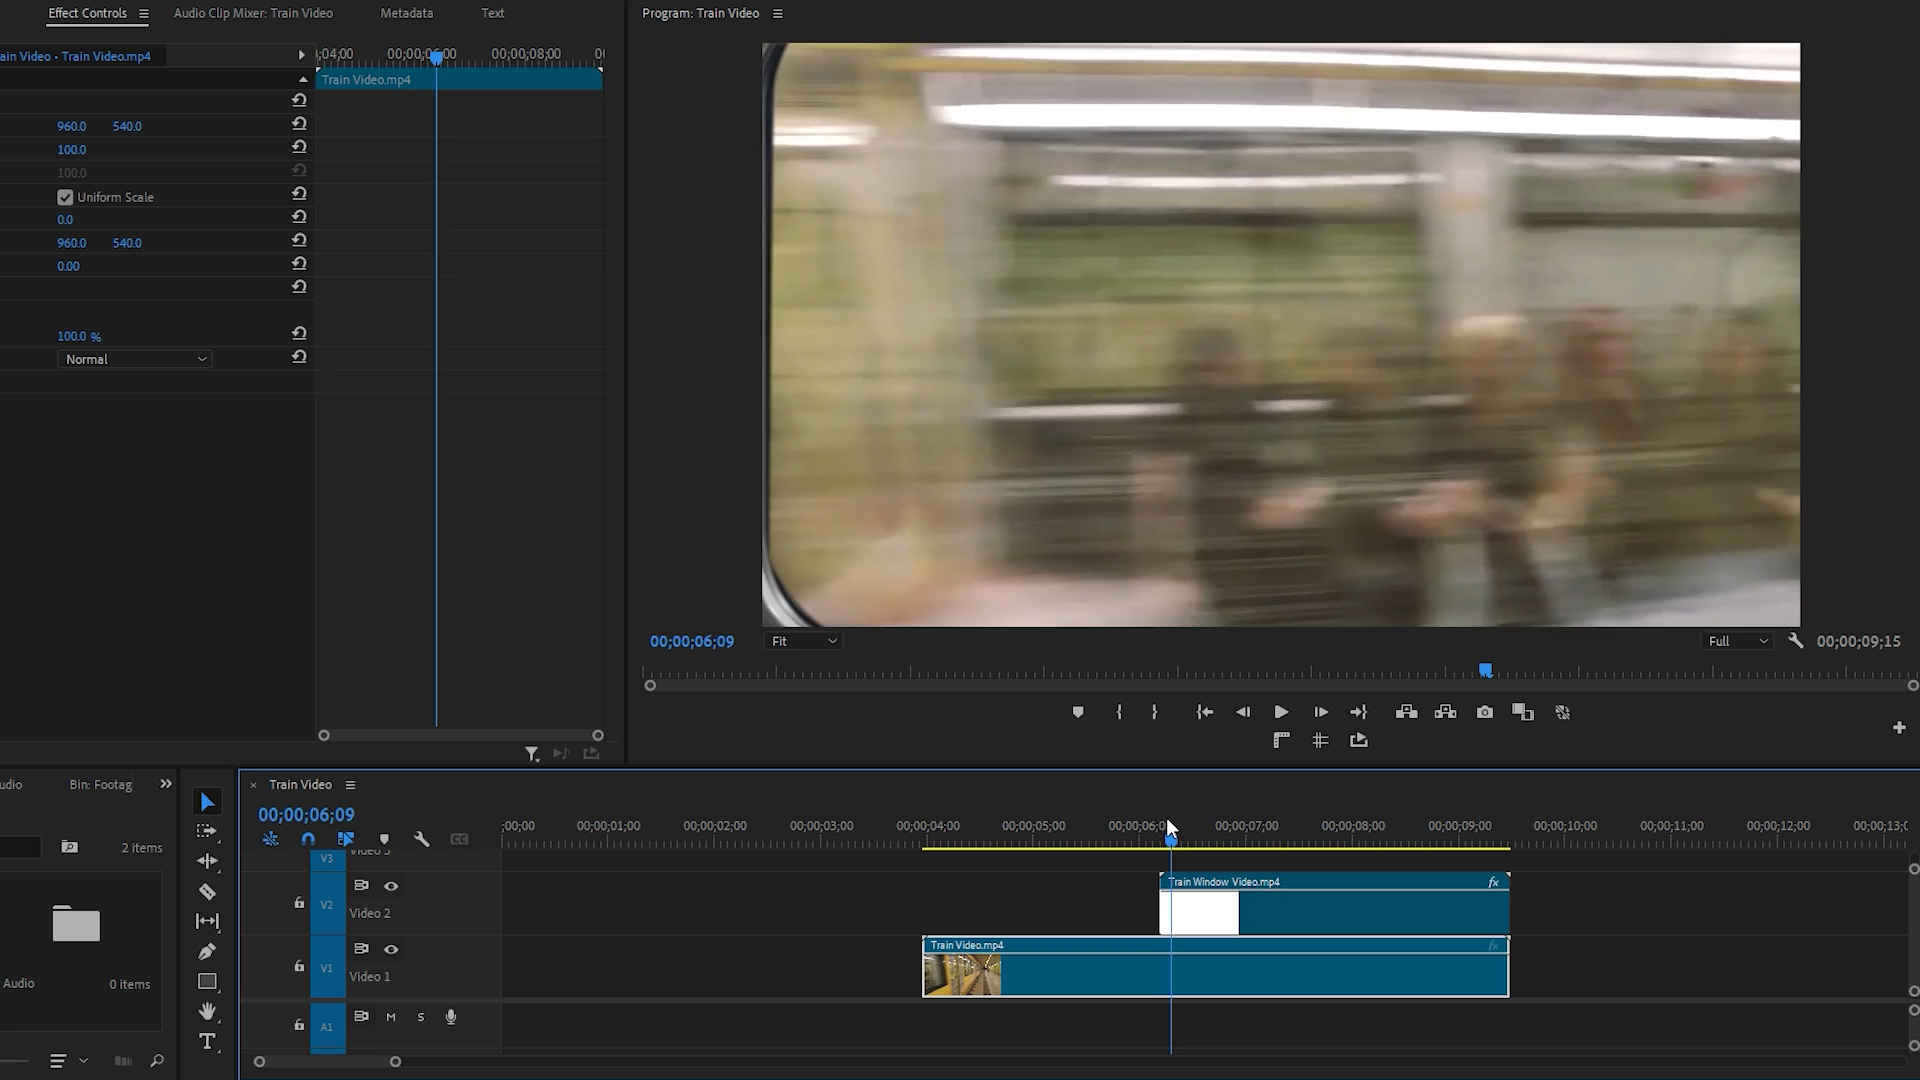 Effect Controls
Audio Clip Mixer: Train Video
Metadata
Text
Program: Train Video
ain Video - Train Video.mp4
;04;00
00;00;06;00
00;00;08;00
00
Train Video.mp4
960.0 540.0
100.0
100.0
Uniform Scale
0.0
960.0 540.0
0.00
100.0 %
Normal
00;00;06;09
Fit
Full
00;00;09;15
udio
Bin: Footag
2 items
Audio
0 items
× Train Video
00;00;06;09
;00;00
00;00;01;00
00;00;02;00
00;00;03;00
00;00;04;00
00;00;05;00
00;00;06;0
00;00;07;00
00;00;08;00
00;00;09;00
00;00;10;00
00;00;11;00
00;00;12;00
00;00;13;0
V3
Video 3
Train Window Video.mp4
fx
V2
Video 2
Train Video.mp4
fx
V1
Video 1
A1
M
S